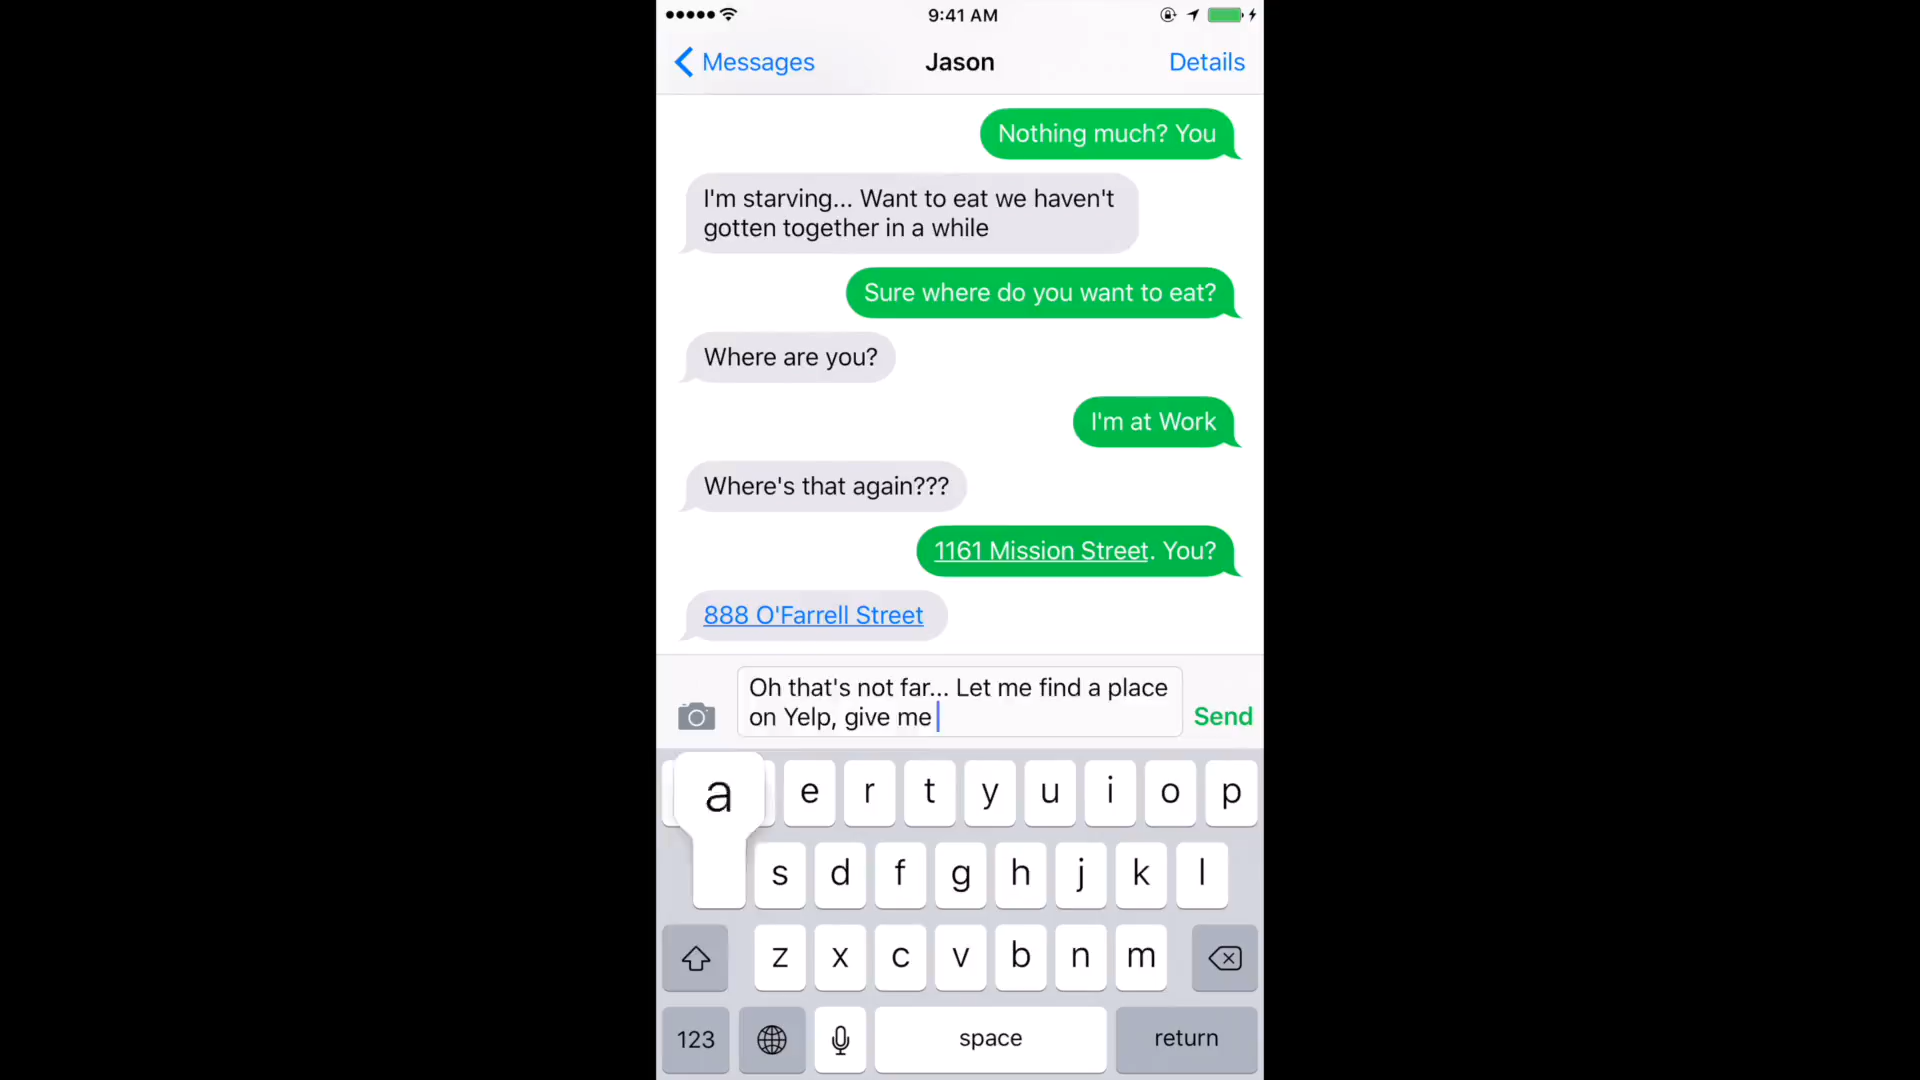 9:41 AM
Messages
Jason
Details
Nothing much? You
I'm starving... Want to eat we haven't
gotten together in a while
Sure where do you want to eat?
Where are you?
I'm at Work
Where's that again???
1161 Mission Street. You?
888 O'Farrell Street
Oh that's not far... Let me find a place
on Yelp, give me
Send
a e r t y u i o p
s d f g h j k l
z x c v b n m
123 space return